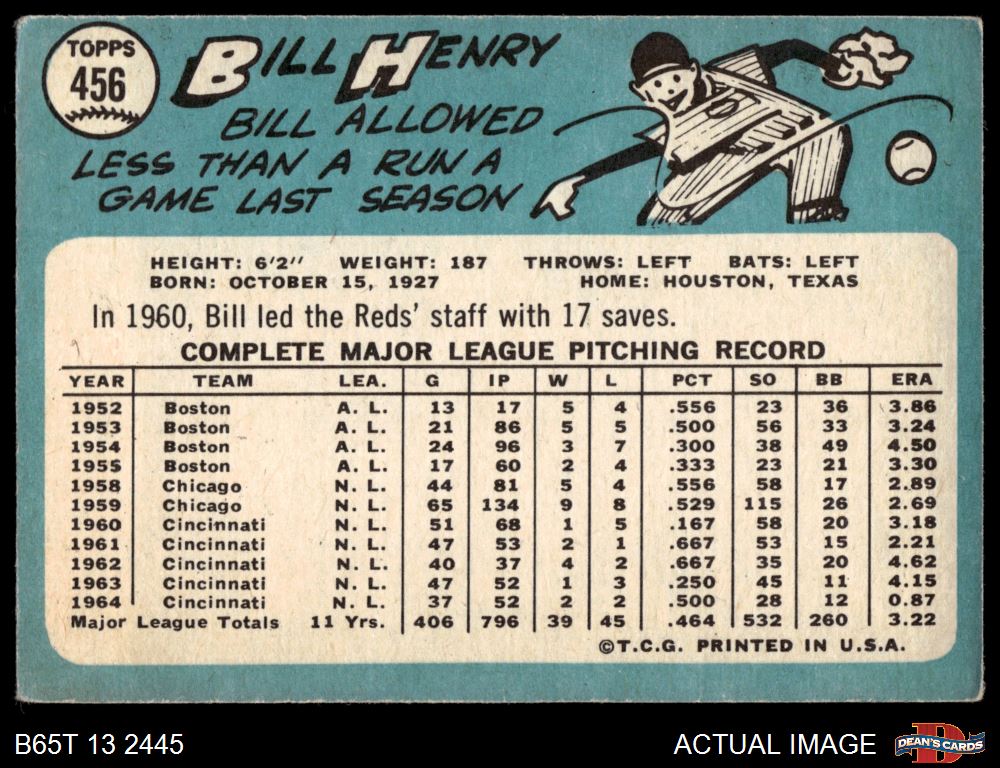 TOPPS
456
BILL HENRY
BILL ALLOWED
LESS THAN A RUN A
GAME LAST SEASON
HEIGHT: 6'2" WEIGHT: 187 THROWS: LEFT BATS: LEFT
BORN: OCTOBER 15, 1927 HOME: HOUSTON, TEXAS
In 1960, Bill led the Reds' staff with 17 saves.
COMPLETE MAJOR LEAGUE PITCHING RECORD
YEAR TEAM LEA. G IP W L PCT SO BB ERA
1952 Boston A. L. 13 17 5 4 .556 23 36 3.86
1953 Boston A. L. 21 86 5 5 .500 56 33 3.24
1954 Boston A. L. 24 96 3 7 .300 38 49 4.50
1955 Boston A. L. 17 60 2 4 .333 23 21 3.30
1958 Chicago N. L. 44 81 5 4 .556 58 17 2.89
1959 Chicago N. L. 65 134 9 8 .529 115 26 2.69
1960 Cincinnati N. L. 51 68 1 5 .167 58 20 3.18
1961 Cincinnati N. L. 47 53 2 1 .667 53 15 2.21
1962 Cincinnati N. L. 40 37 4 2 .667 35 20 4.62
1963 Cincinnati N. L. 47 52 1 3 .250 45 11 4.15
1964 Cincinnati N. L. 37 52 2 2 .500 28 12 0.87
Major League Totals 11 Yrs. 406 796 39 45 .464 532 260 3.22
©T.C.G. PRINTED IN U.S.A.
B65T 13 2445 ACTUAL IMAGE DEAN'S CARDS